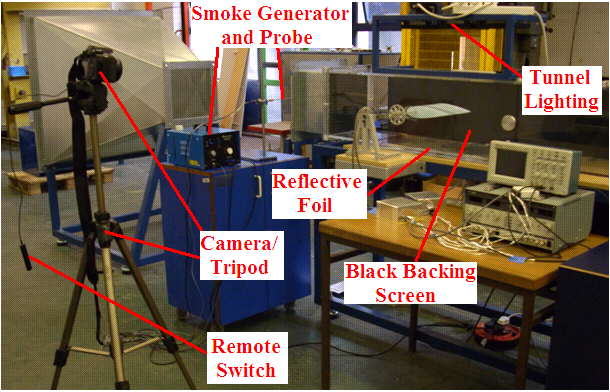 Smoke Generator
and Probe
Tunnel
Lighting
Reflective
Foil
Camera/
Tripod
Black Backing
Screen
Remote
Switch